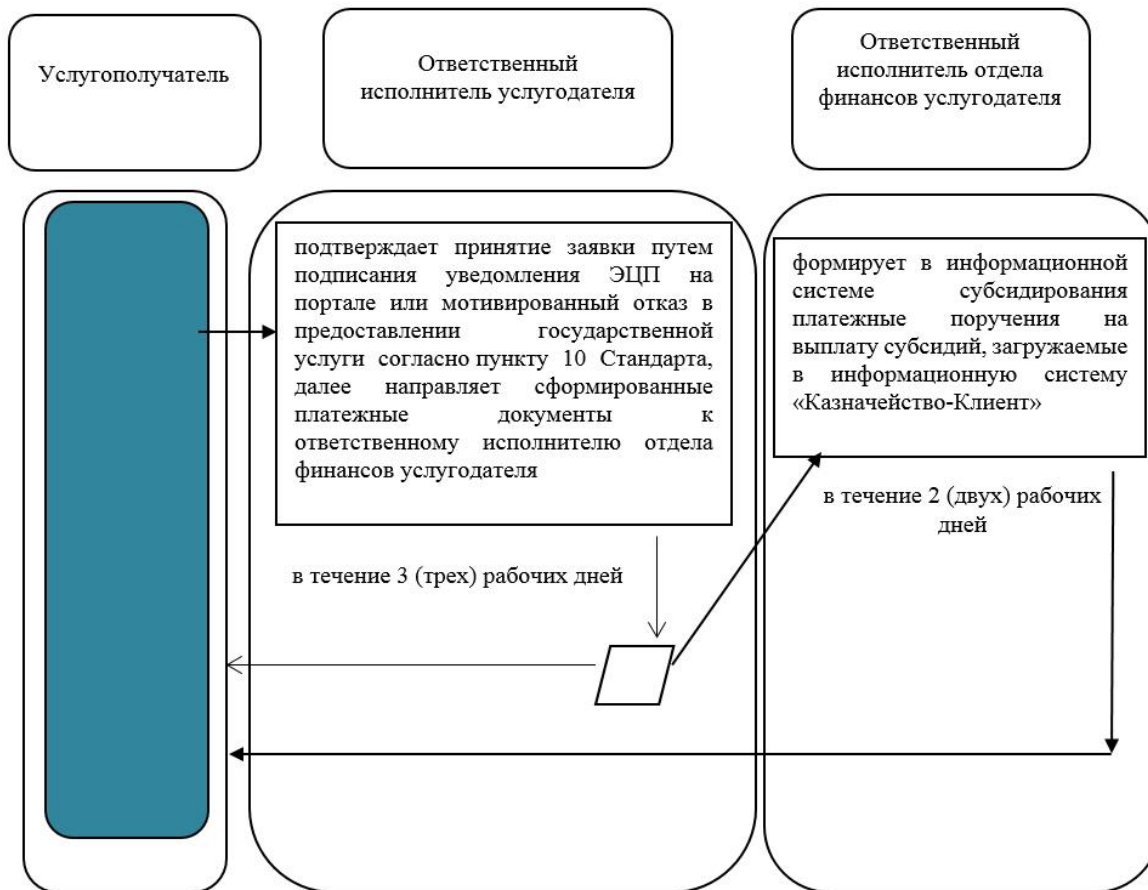 Услугополучатель
Ответственный
исполнитель услугодателя
Ответственный
исполнитель отдела
финансов услугодателя
подтверждает принятие заявки путем
подписания уведомления ЭЦП на
портале или мотивированный отказ в
предоставлении государственной
услуги согласно пункту 10 Стандарта,
далее направляет сформированные
платежные документы к
ответственному исполнителю отдела
финансов услугодателя
в течение 3 (трех) рабочих дней
формирует в информационной
системе субсидирования
платежные поручения на
выплату субсидий, загружаемые
в информационную систему
«Казначейство-Клиент»
в течение 2 (двух) рабочих
дней